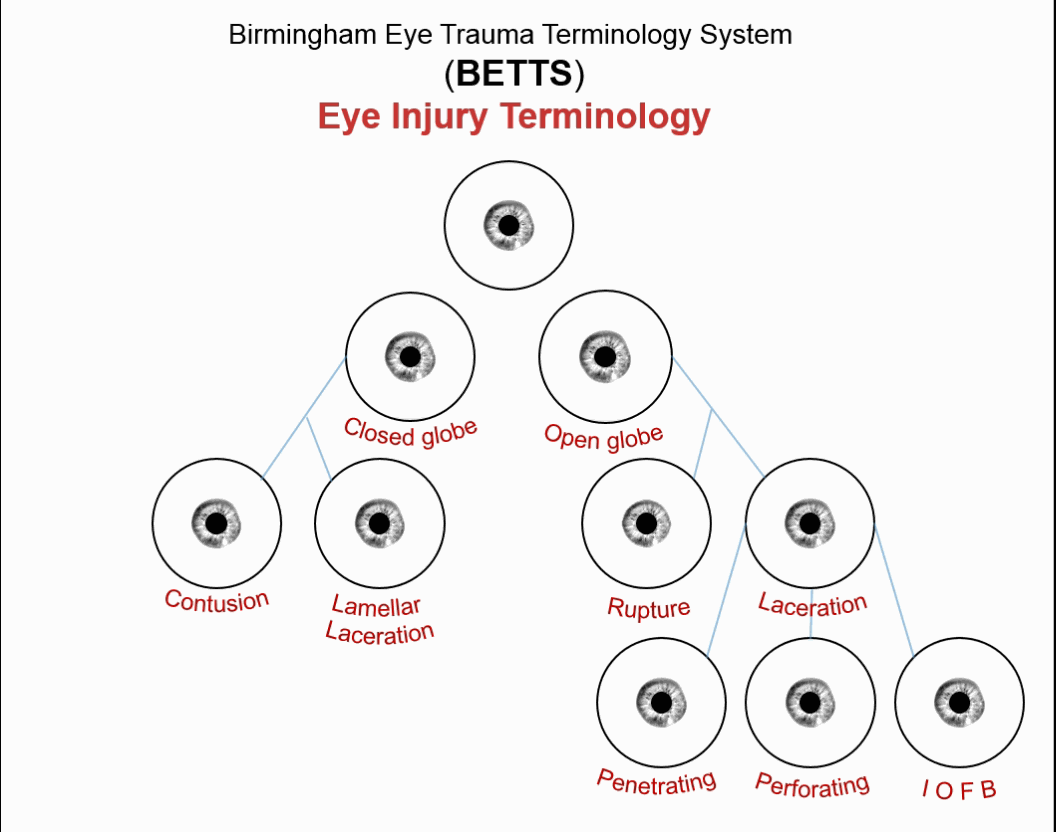 Birmingham Eye Trauma Terminology System
(BETTS)
Eye Injury Terminology
Closed globe
Open globe
Contusion
Lamellar
Laceration
Rupture
Laceration
Penetrating
Perforating
I O F B